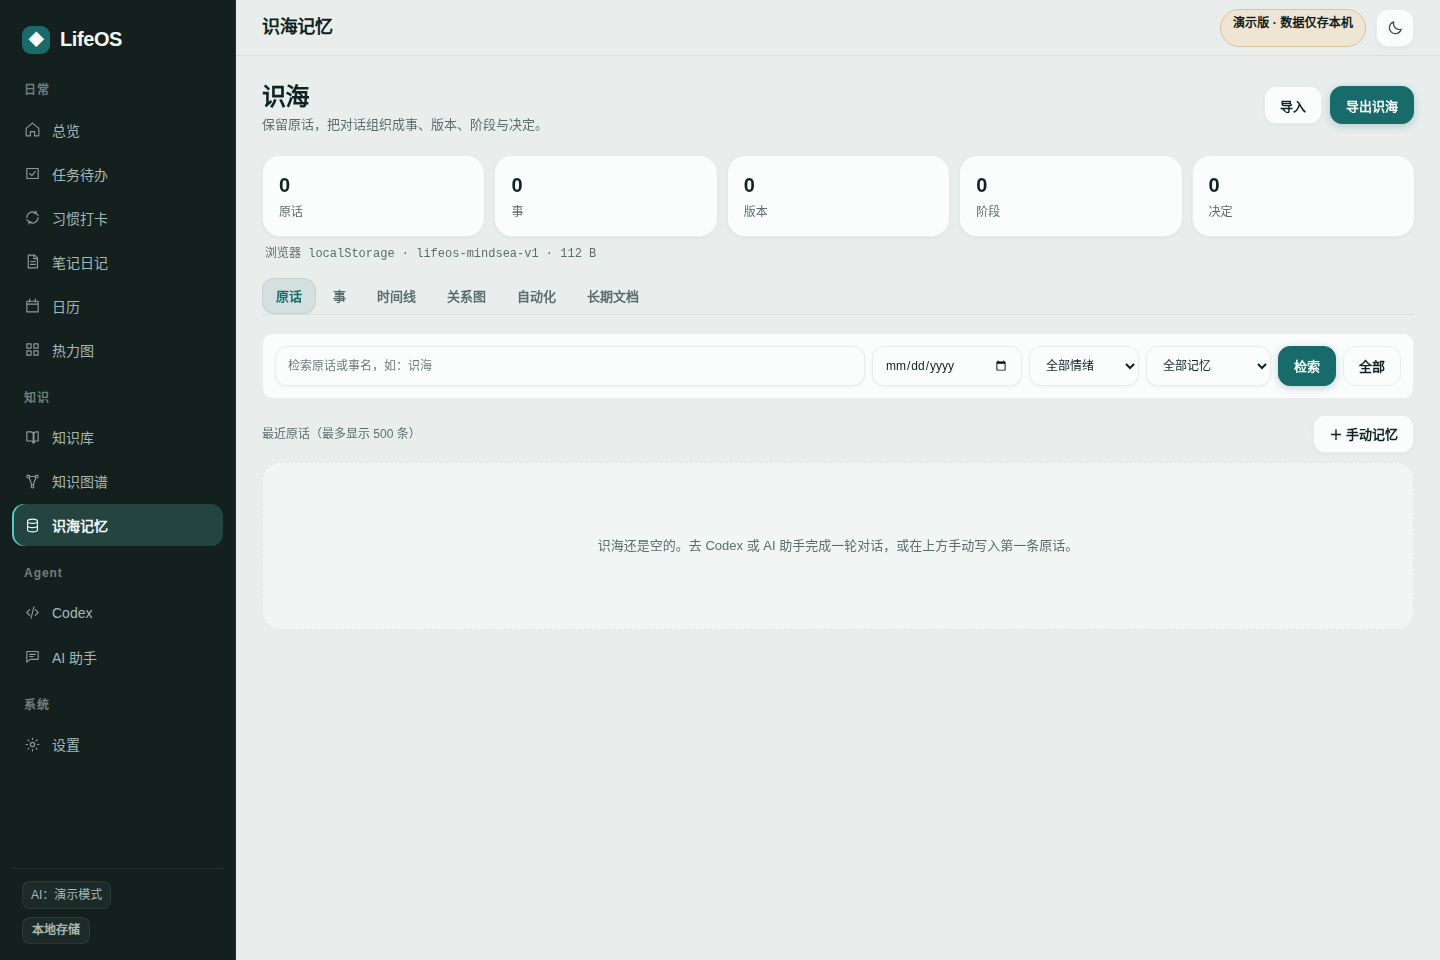 LifeOS
日常
总览
任务待办
习惯打卡
笔记日记
日历
热力图
知识
知识库
知识图谱
识海记忆
Agent
Codex
AI 助手
系统
设置
AI：演示模式
本地存储
识海记忆
演示版 · 数据仅存本机
识海
保留原话，把对话组织成事、版本、阶段与决定。
导入
导出识海
0
原话
0
事
0
版本
0
阶段
0
决定
浏览器 localStorage · lifeos-mindsea-v1 · 112 B
原话 事 时间线 关系图 自动化 长期文档
检索原话或事名，如：识海
mm/dd/yyyy
全部情绪
全部记忆
检索
全部
最近原话（最多显示 500 条）
＋ 手动记忆
识海还是空的。去 Codex 或 AI 助手完成一轮对话，或在上方手动写入第一条原话。